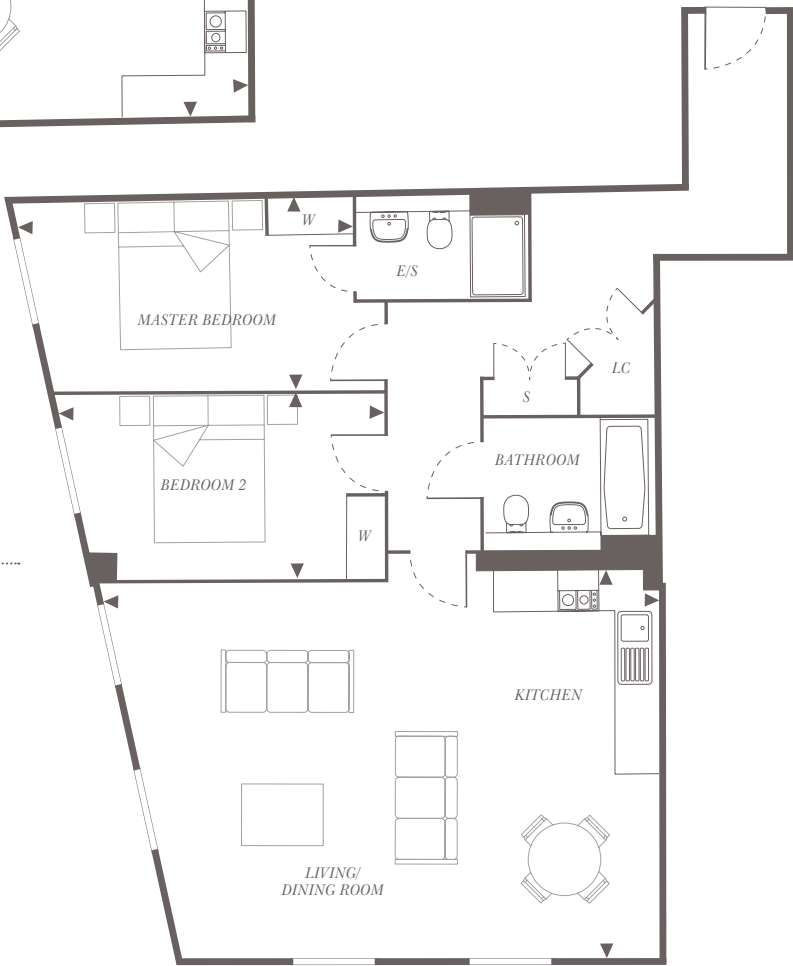 W
E/S
MASTER BEDROOM
LC
S
BATHROOM
BEDROOM 2
W
KITCHEN
LIVING/
DINING ROOM